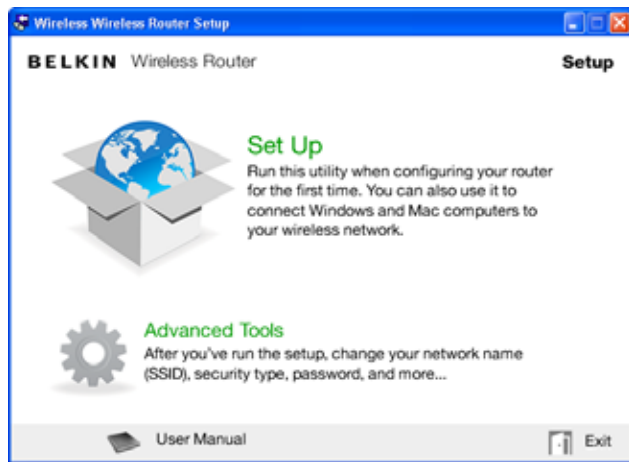 Wireless Wireless Router Setup
BELKIN Wireless Router Setup
Set Up
Run this utility when configuring your router
for the first time. You can also use it to
connect Windows and Mac computers to
your wireless network.
Advanced Tools
After you've run the setup, change your network name
(SSID), security type, password, and more...
User Manual Exit